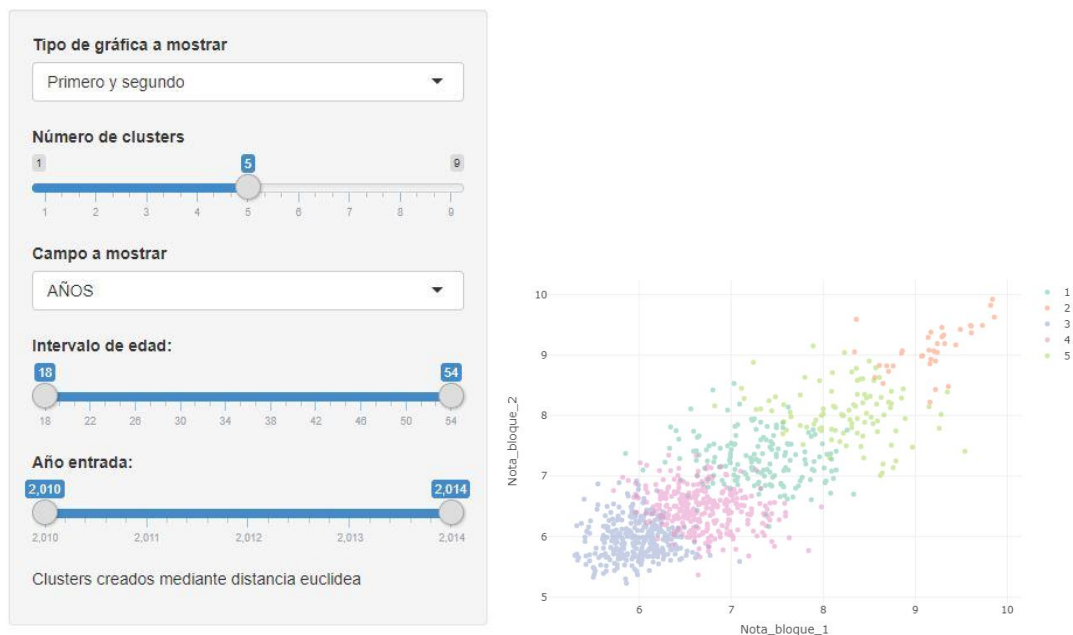 Tipo de gráfica a mostrar
Primero y segundo
Número de clusters
1 5 9
1 2 3 4 5 6 7 8 9
Campo a mostrar
AÑOS
Intervalo de edad:
18 54
18 22 26 30 34 38 42 46 50 54
Año entrada:
2,010 2,014
2,010 2,011 2,012 2,013 2,014
Clusters creados mediante distancia euclidea
10
9
8
7
6
5
Nota_bloque_2
6 7 8 9 10
Nota_bloque_1
1
2
3
4
5